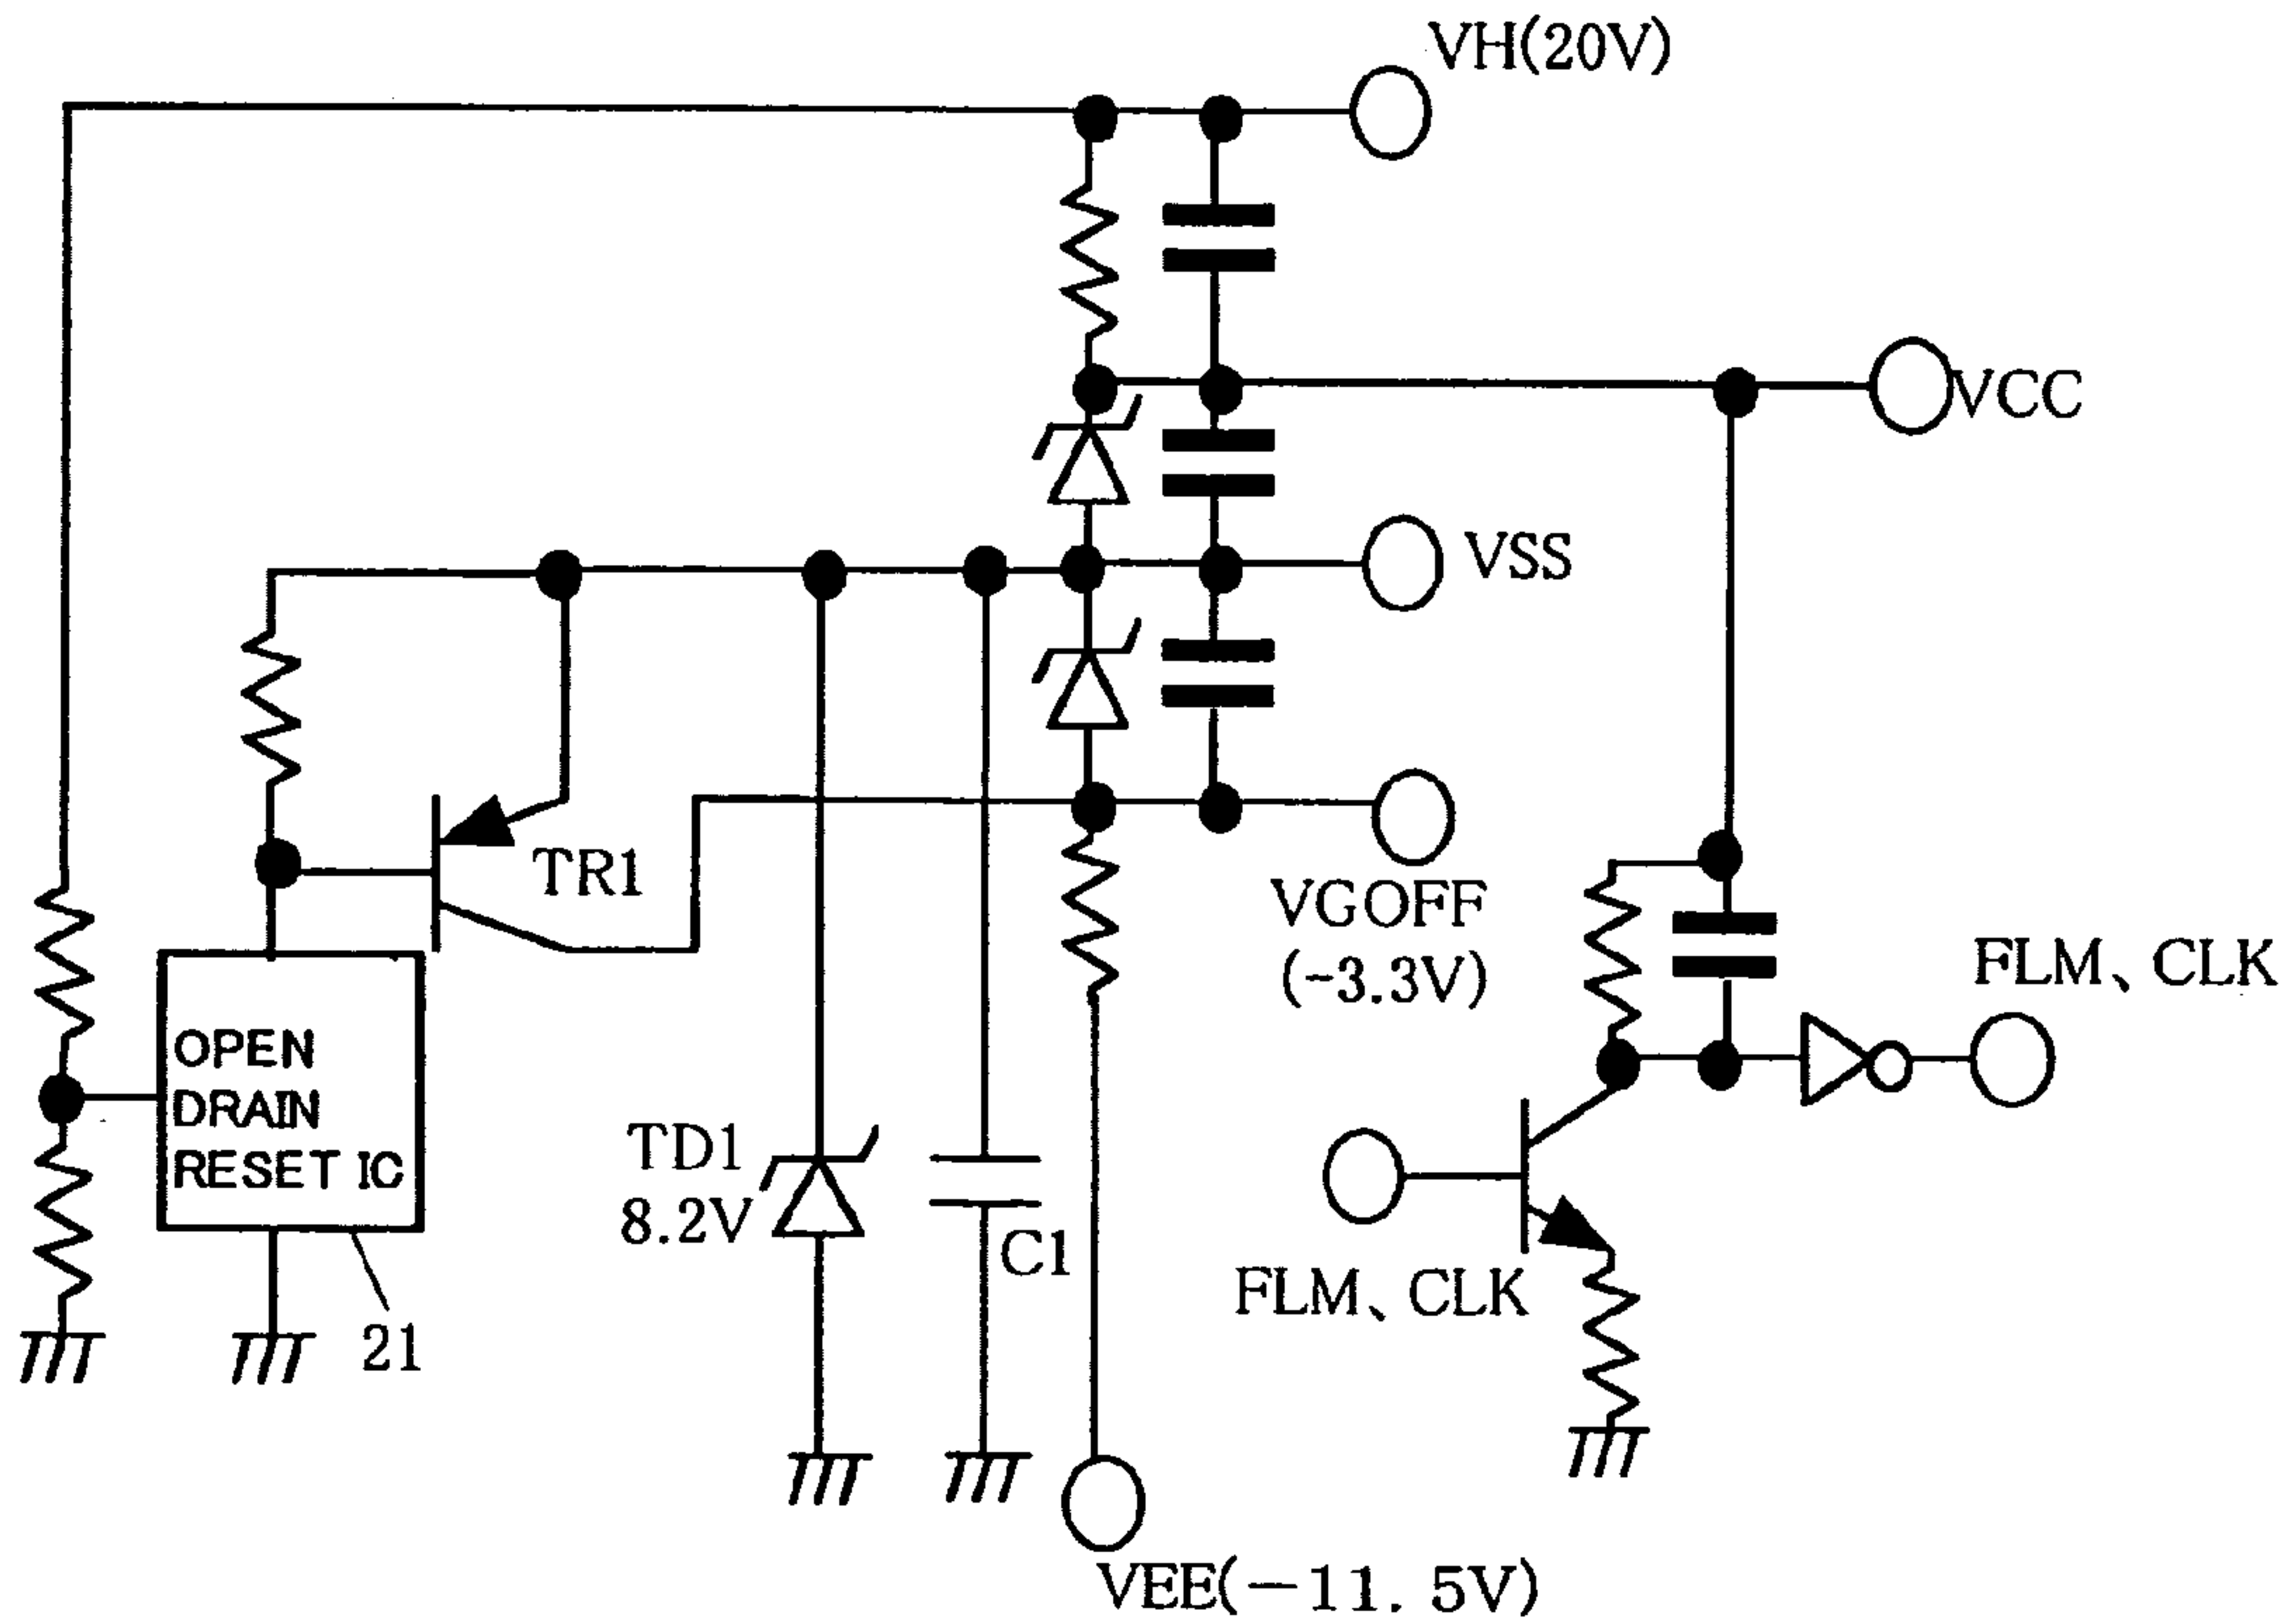 VH(20V)
VCC
VSS
TR1
VGOFF
(-3.3V)
FLM、CLK
OPEN
DRAIN
RESET IC
TD1
8.2V
C1
FLM、CLK
21
VEE(-11.5V)